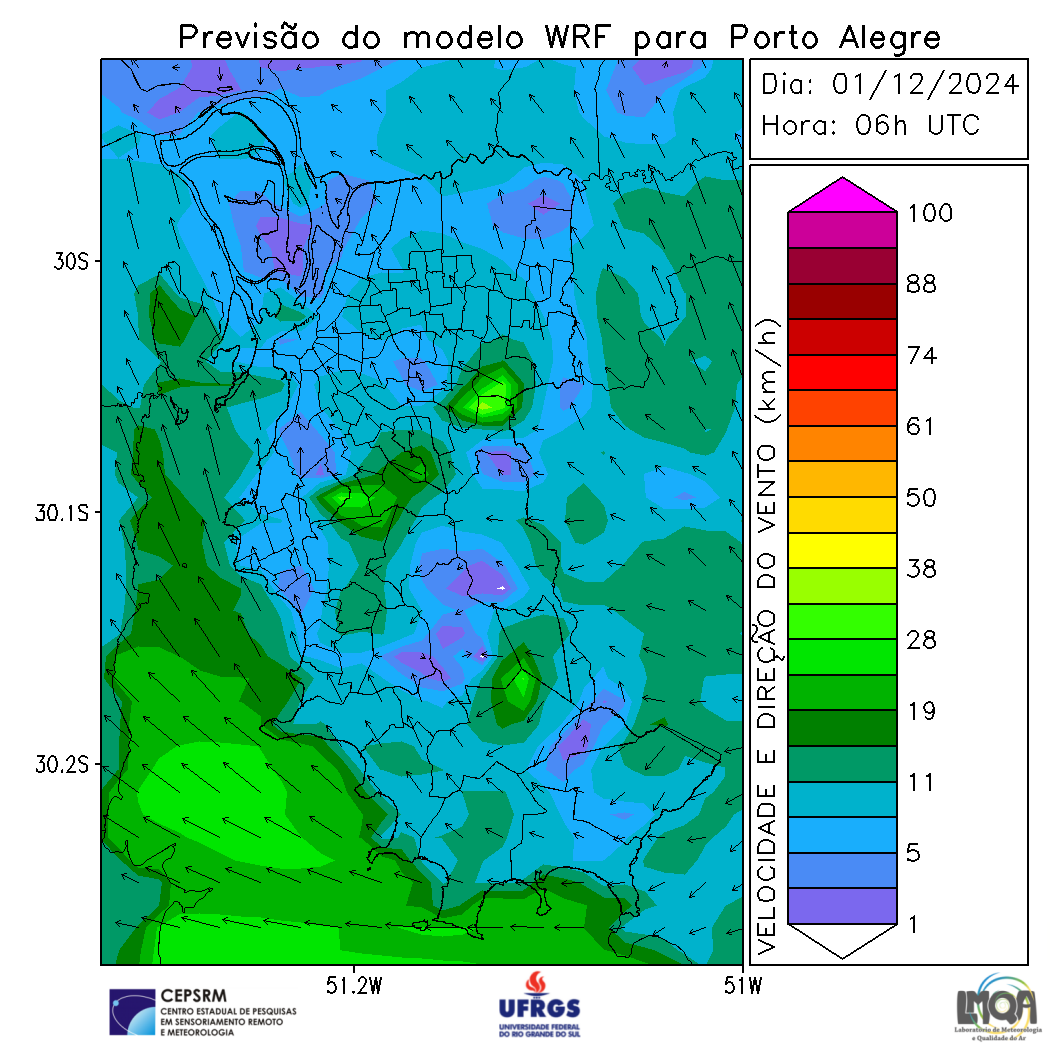 Previsão do modelo WRF para Porto Alegre
Dia: 01/12/2024
Hora: 06h UTC
30S
30.1S
30.2S
51.2W
51W
VELOCIDADE E DIREÇÃO DO VENTO (km/h)
100
88
74
61
50
38
28
19
11
5
1
CEPSRM
CENTRO ESTADUAL DE PESQUISAS
EM SENSORIAMENTO REMOTO
E METEOROLOGIA
UFRGS
UNIVERSIDADE FEDERAL
DO RIO GRANDE DO SUL
LMQA
Laboratório de Meteorologia
e Qualidade do Ar